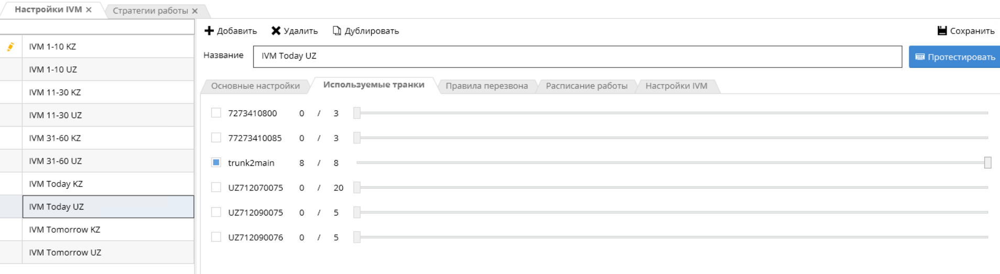 Настройки IVM ×
Стратегии работы ×
IVM 1-10 KZ
IVM 1-10 UZ
IVM 11-30 KZ
IVM 11-30 UZ
IVM 31-60 KZ
IVM 31-60 UZ
IVM Today KZ
IVM Today UZ
IVM Tomorrow KZ
IVM Tomorrow UZ
Добавить Удалить Дублировать Сохранить
Название IVM Today UZ Протестировать
Основные настройки Используемые транки Правила перезвона Расписание работы Настройки IVM
7273410800 0 / 3
77273410085 0 / 3
trunk2main 8 / 8
UZ712070075 0 / 20
UZ712090075 0 / 5
UZ712090076 0 / 5